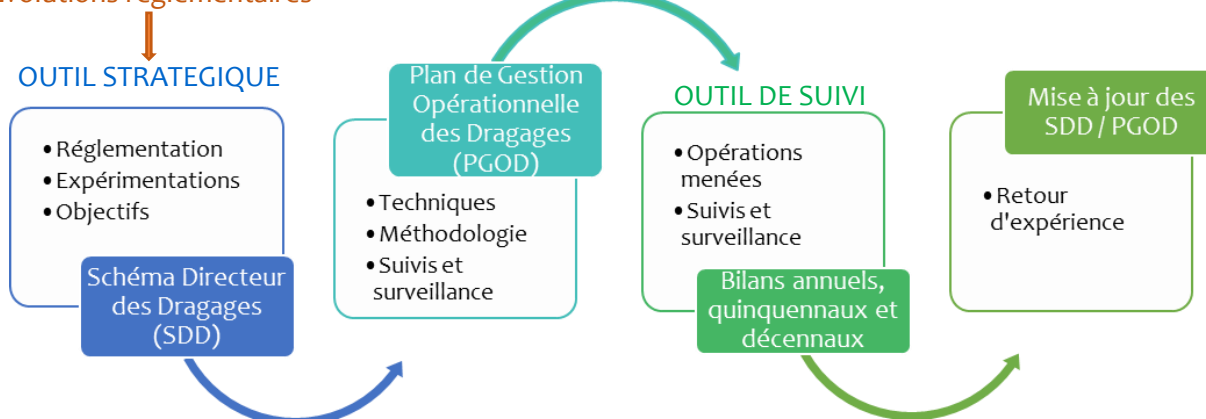 réglementaires
OUTIL STRATEGIQUE
• Réglementation
• Expérimentations
• Objectifs
Schéma Directeur
des Dragages
(SDD)
Plan de Gestion
Opérationnelle
des Dragages
(PGOD)
• Techniques
• Méthodologie
• Suivis et
surveillance
OUTIL DE SUIVI
• Opérations
menées
• Suivis et
surveillance
Bilans annuels,
quinquennaux et
décennaux
Mise à jour des
SDD / PGOD
• Retour
d'expérience